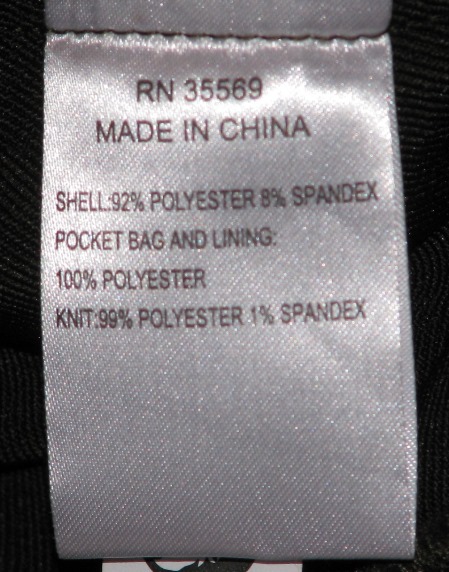 RN 35569
MADE IN CHINA
SHELL:92% POLYESTER 8% SPANDEX
POCKET BAG AND LINING:
100% POLYESTER
KNIT:99% POLYESTER 1% SPANDEX